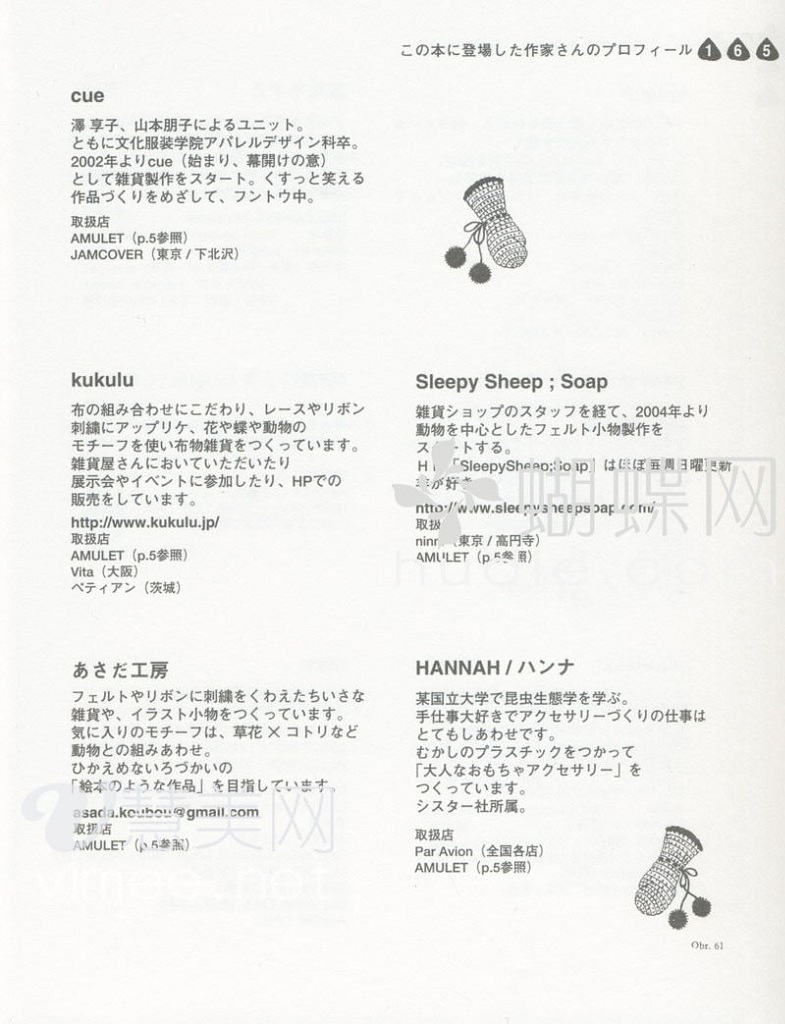 この本に登場した作家さんのプロフィール 1 6 5
cue
澤 享子、山本朋子によるユニット。
ともに文化服装学院アパレルデザイン科卒。
2002年よりcue（始まり、幕開けの意）
として雑貨製作をスタート。くすっと笑える
作品づくりをめざして、フントウ中。
取扱店
AMULET（p.5参照）
JAMCOVER（東京 / 下北沢）
kukulu
布の組み合わせにこだわり、レースやリボン
刺繍にアップリケ、花や蝶や動物の
モチーフを使い布物雑貨をつくっています。
雑貨屋さんにおいていただいたり
展示会やイベントに参加したり、HPでの
販売をしています。
http://www.kukulu.jp/
取扱店
AMULET（p.5参照）
Vita（大阪）
ペティアン（茨城）
Sleepy Sheep ; Soap
雑貨ショップのスタッフを経て、2004年より
動物を中心としたフェルト小物製作を
ス ートする。
H 「SleepySheep;Soap」はほぼ毎周日曜更新
が好き
http://www.sleepysheepsoap.com/
取扱
（東京 / 高円寺）
AMULET（p.5参照）
蝴蝶网
あさだ工房
フェルトやリボンに刺繍をくわえたちいさな
雑貨や、イラスト小物をつくっています。
気に入りのモチーフは、草花 × コトリなど
動物との組みあわせ。
ひかえめないろづかいの
「絵本のような作品」を目指しています。
asada.koubou@gmail.com
取扱店
AMULET（p.5参照）
慧美网
HANNAH / ハンナ
某国立大学で昆虫生態学を学ぶ。
手仕事大好きでアクセサリーづくりの仕事は
とてもしあわせです。
むかしのプラスチックをつかって
「大人なおもちゃアクセサリー」を
つくっています。
シスター社所属。
取扱店
Par Avion（全国各店）
AMULET（p.5参照）
Obr. 61